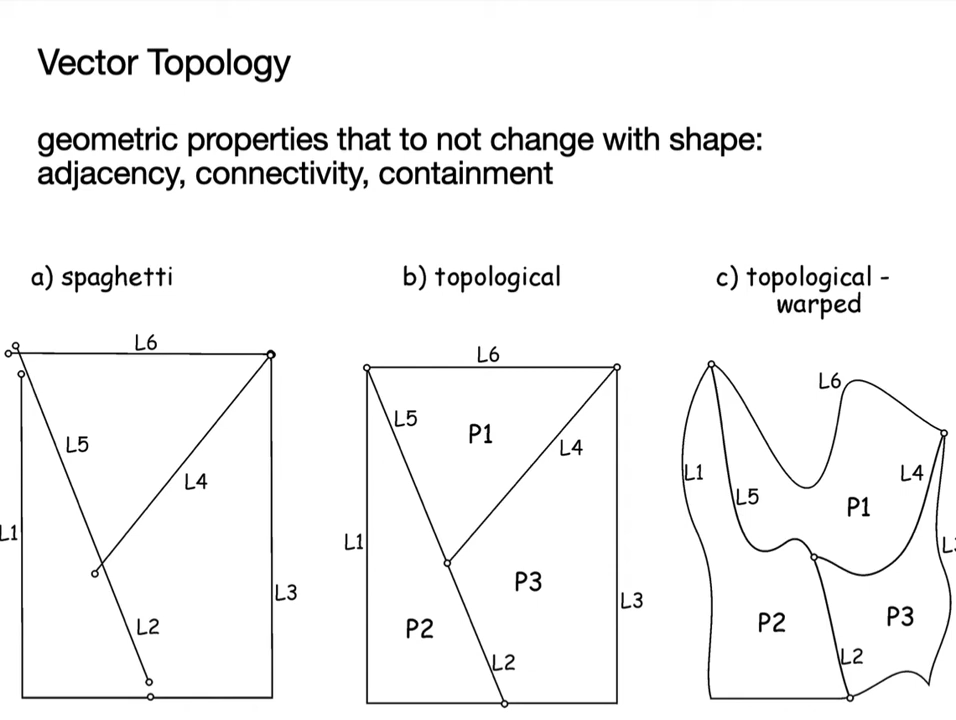 Vector Topology
geometric properties that to not change with shape:
adjacency, connectivity, containment
a) spaghetti
L6
L5
L4
L1
L3
L2
b) topological
L6
L5
P1
L4
L1
P3
L3
P2
L2
c) topological -
warped
L6
L1
L4
L5
P1
P3
P2
L2